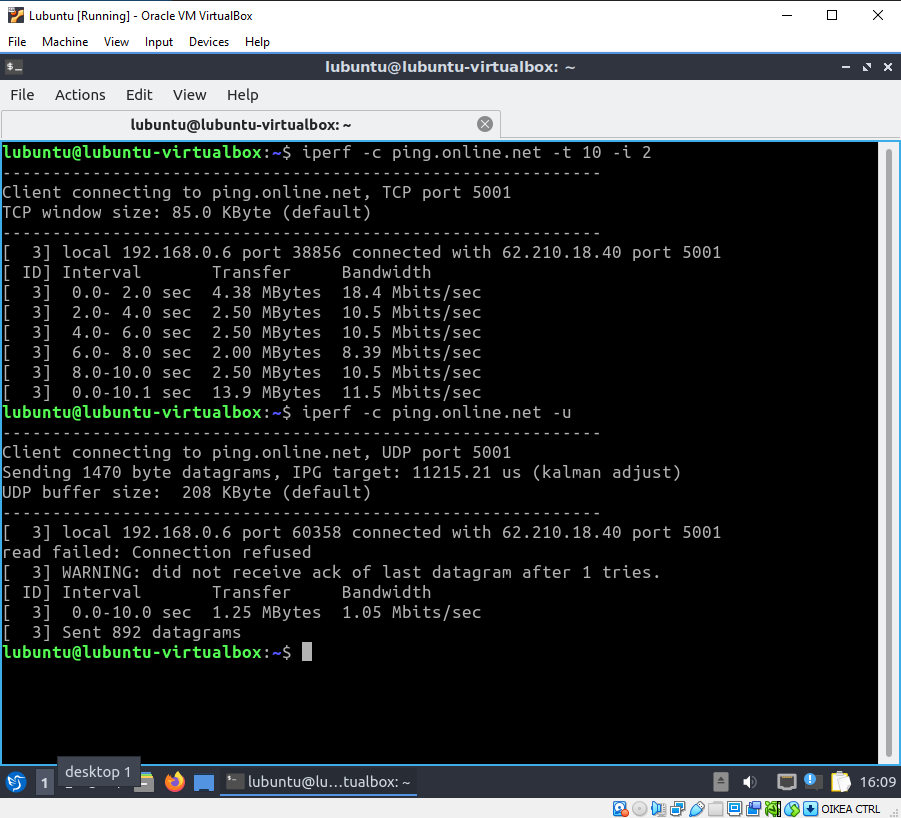 Lubuntu [Running] - Oracle VM VirtualBox
File Machine View Input Devices Help
lubuntu@lubuntu-virtualbox: ~
File Actions Edit View Help
lubuntu@lubuntu-virtualbox: ~
lubuntu@lubuntu-virtualbox:~$ iperf -c ping.online.net -t 10 -i 2
------------------------------------------------------------
Client connecting to ping.online.net, TCP port 5001
TCP window size: 85.0 KByte (default)
------------------------------------------------------------
[  3] local 192.168.0.6 port 38856 connected with 62.210.18.40 port 5001
[ ID] Interval       Transfer     Bandwidth
[  3]  0.0- 2.0 sec  4.38 MBytes  18.4 Mbits/sec
[  3]  2.0- 4.0 sec  2.50 MBytes  10.5 Mbits/sec
[  3]  4.0- 6.0 sec  2.50 MBytes  10.5 Mbits/sec
[  3]  6.0- 8.0 sec  2.00 MBytes  8.39 Mbits/sec
[  3]  8.0-10.0 sec  2.50 MBytes  10.5 Mbits/sec
[  3]  0.0-10.1 sec  13.9 MBytes  11.5 Mbits/sec
lubuntu@lubuntu-virtualbox:~$ iperf -c ping.online.net -u
------------------------------------------------------------
Client connecting to ping.online.net, UDP port 5001
Sending 1470 byte datagrams, IPG target: 11215.21 us (kalman adjust)
UDP buffer size:  208 KByte (default)
------------------------------------------------------------
[  3] local 192.168.0.6 port 60358 connected with 62.210.18.40 port 5001
read failed: Connection refused
[  3] WARNING: did not receive ack of last datagram after 1 tries.
[ ID] Interval       Transfer     Bandwidth
[  3]  0.0-10.0 sec  1.25 MBytes  1.05 Mbits/sec
[  3] Sent 892 datagrams
lubuntu@lubuntu-virtualbox:~$
desktop 1
1 lubuntu@lu...tualbox: ~ 16:09
ΔΕΞΙΑ CTRL